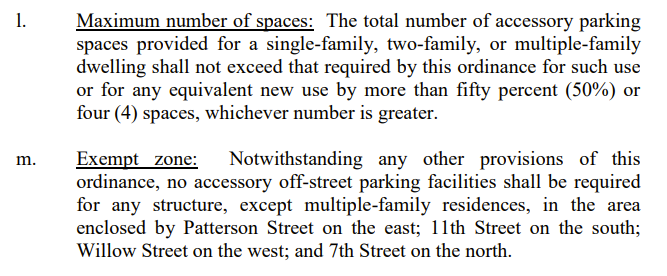 l. Maximum number of spaces: The total number of accessory parking
spaces provided for a single-family, two-family, or multiple-family
dwelling shall not exceed that required by this ordinance for such use
or for any equivalent new use by more than fifty percent (50%) or
four (4) spaces, whichever number is greater.
m. Exempt zone: Notwithstanding any other provisions of this
ordinance, no accessory off-street parking facilities shall be required
for any structure, except multiple-family residences, in the area
enclosed by Patterson Street on the east; 11th Street on the south;
Willow Street on the west; and 7th Street on the north.